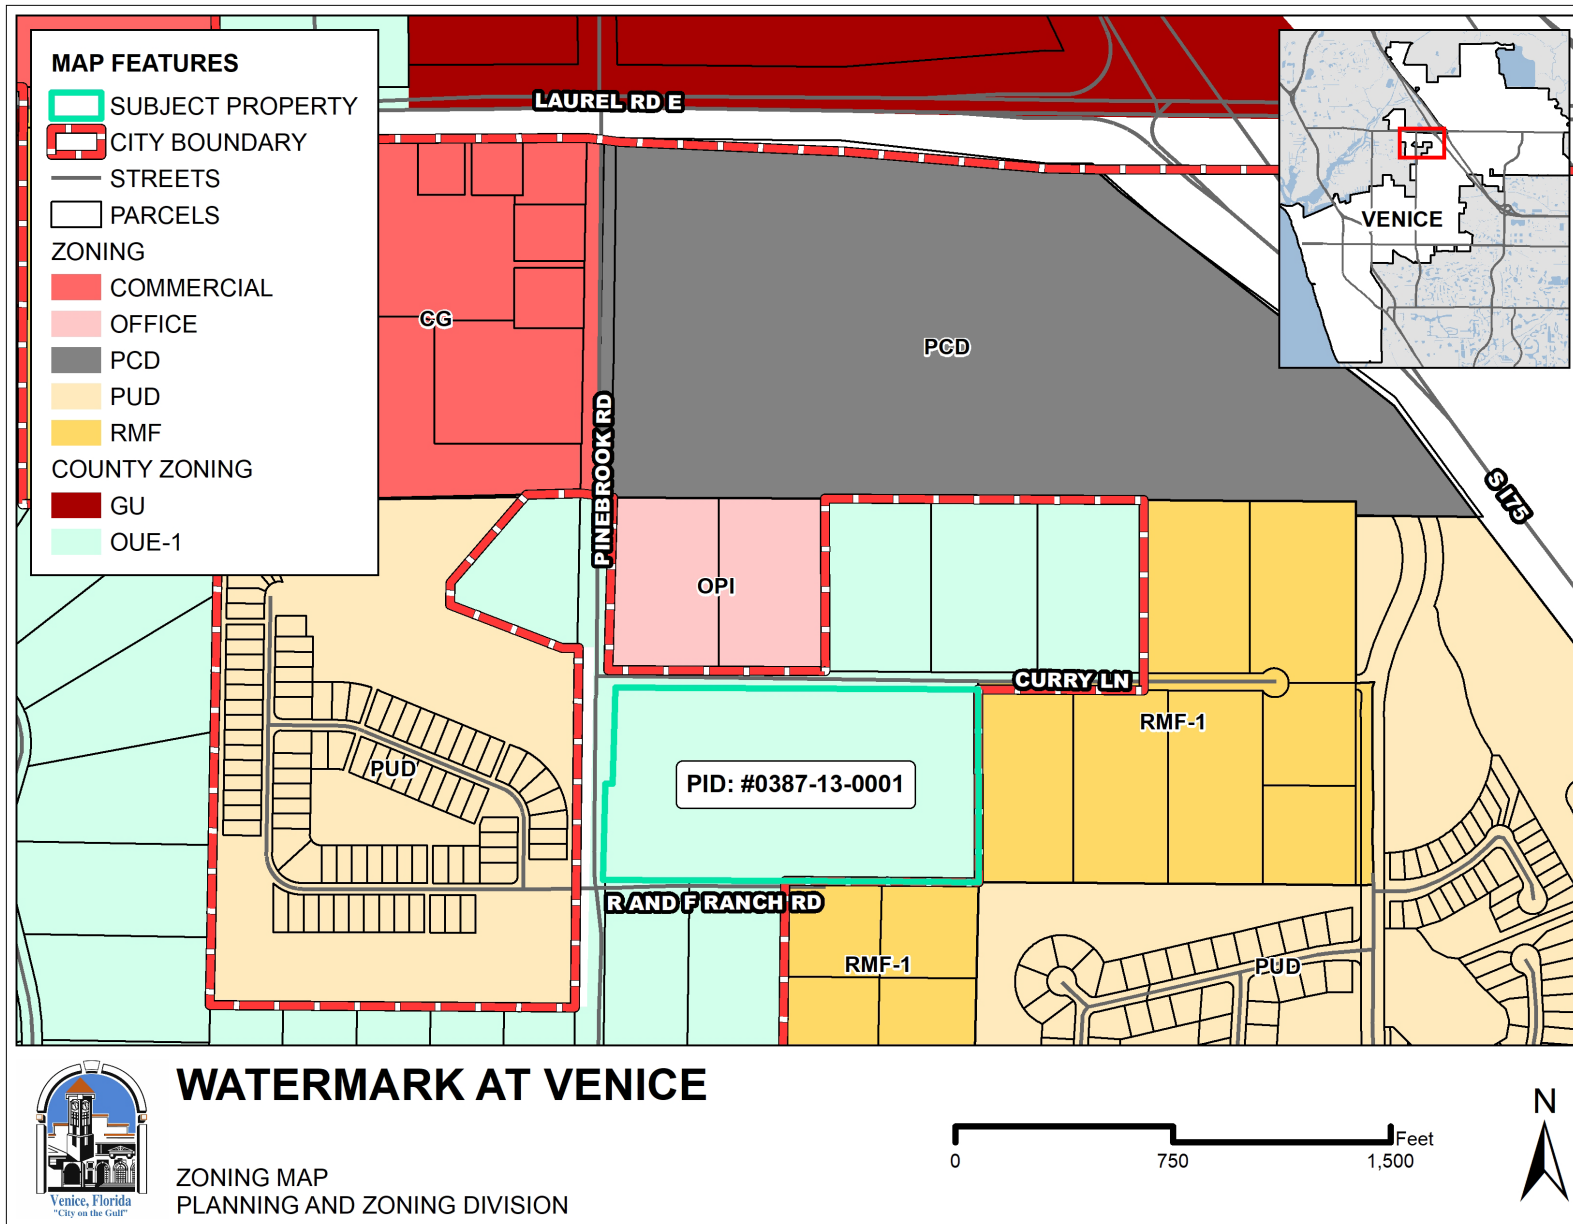 MAP FEATURES
SUBJECT PROPERTY
CITY BOUNDARY
STREETS
PARCELS
ZONING
COMMERCIAL
OFFICE
PCD
PUD
RMF
COUNTY ZONING
GU
OUE-1
LAUREL RD E
VENICE
CG
PCD
PINEBROOK RD
S I75
OPI
CURRY LN
RMF-1
PUD
PID: #0387-13-0001
R AND F RANCH RD
RMF-1
PUD
WATERMARK AT VENICE
ZONING MAP
PLANNING AND ZONING DIVISION
Venice, Florida
"City on the Gulf"
Feet
0 750 1,500
N